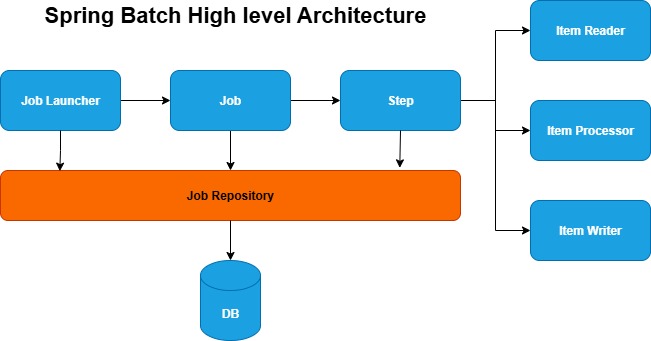 Spring Batch High level Architecture
Item Reader
Job Launcher
Job
Step
Item Processor
Job Repository
Item Writer
DB